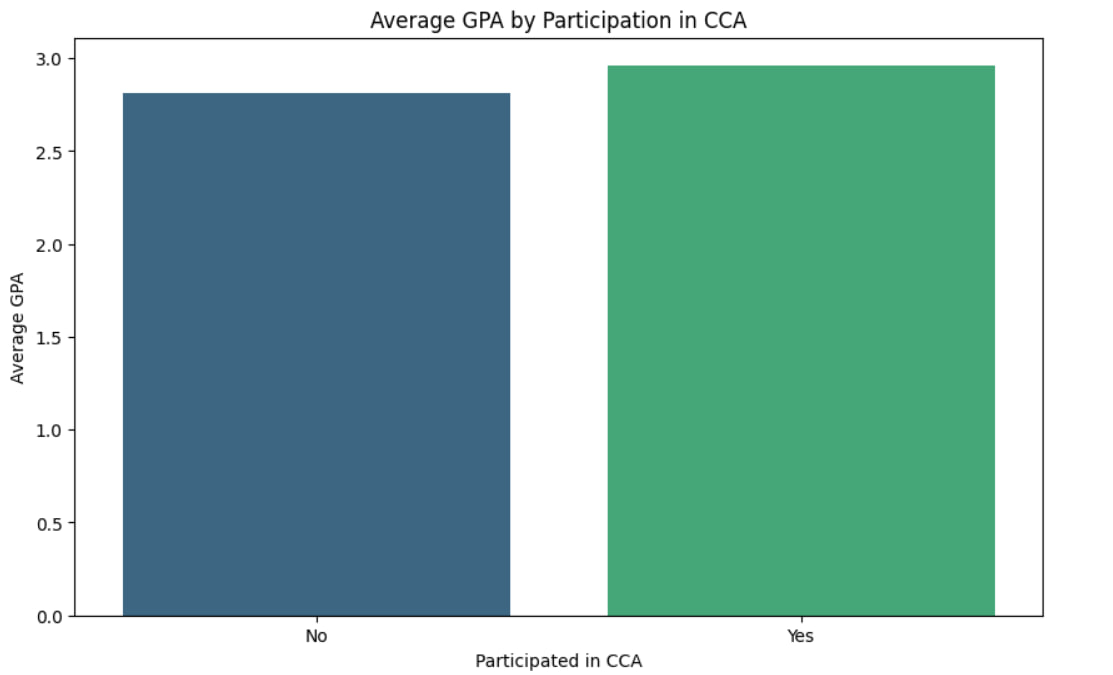 Average GPA by Participation in CCA
3.0
2.5
2.0
1.5
1.0
0.5
0.0
Average GPA
No
Yes
Participated in CCA